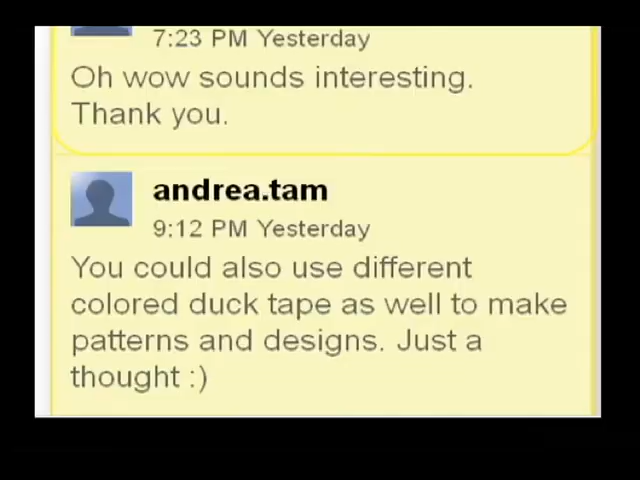 7:23 PM Yesterday
Oh wow sounds interesting.
Thank you.
andrea.tam
9:12 PM Yesterday
You could also use different
colored duck tape as well to make
patterns and designs. Just a
thought :)